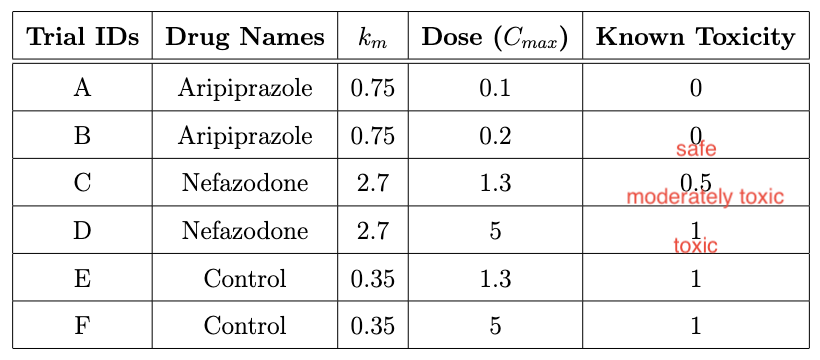 Trial IDs Drug Names k_m Dose (C_max) Known Toxicity
A Aripiprazole 0.75 0.1 0
B Aripiprazole 0.75 0.2 0
safe
C Nefazodone 2.7 1.3 0.5
moderately toxic
D Nefazodone 2.7 5 1
toxic
E Control 0.35 1.3 1
F Control 0.35 5 1